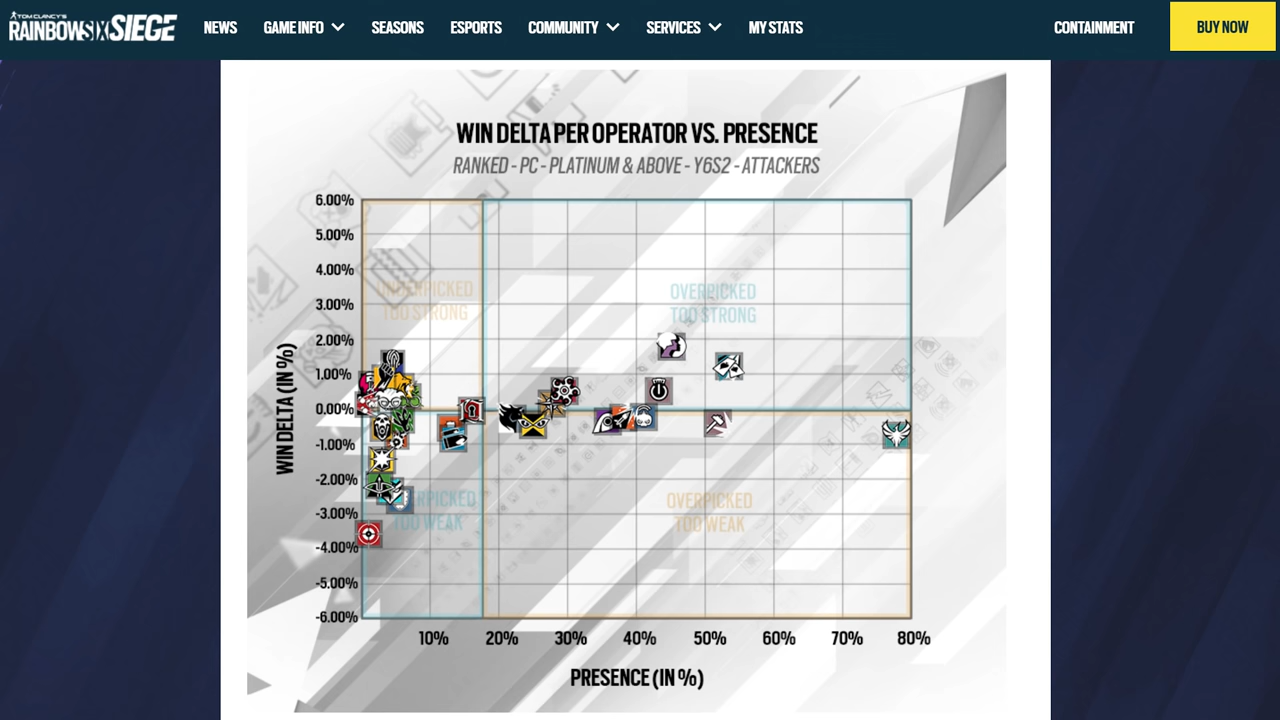 TOM CLANCY'S
RAINBOWSIX SIEGE
NEWS
GAME INFO
SEASONS
ESPORTS
COMMUNITY
SERVICES
MY STATS
CONTAINMENT
BUY NOW
WIN DELTA PER OPERATOR VS. PRESENCE
RANKED - PC - PLATINUM & ABOVE - Y6S2 - ATTACKERS
6.00%
5.00%
4.00%
3.00%
2.00%
1.00%
0.00%
-1.00%
-2.00%
-3.00%
-4.00%
-5.00%
-6.00%
WIN DELTA (IN %)
UNDERPICKED
TOO STRONG
OVERPICKED
TOO STRONG
TOO WEAK
OVERPICKED
TOO WEAK
10%
20%
30%
40%
50%
60%
70%
80%
PRESENCE (IN %)